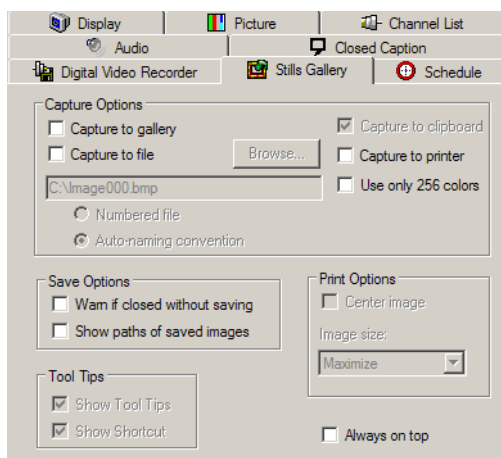 Display Picture Channel List
Audio Closed Caption
Digital Video Recorder Stills Gallery Schedule
Capture Options
Capture to gallery
Capture to clipboard
Capture to file Browse... Capture to printer
C:\Image000.bmp Use only 256 colors
Numbered file
Auto-naming convention
Save Options
Warn if closed without saving
Show paths of saved images
Print Options
Center image
Image size:
Maximize
Tool Tips
Show Tool Tips
Show Shortcut
Always on top